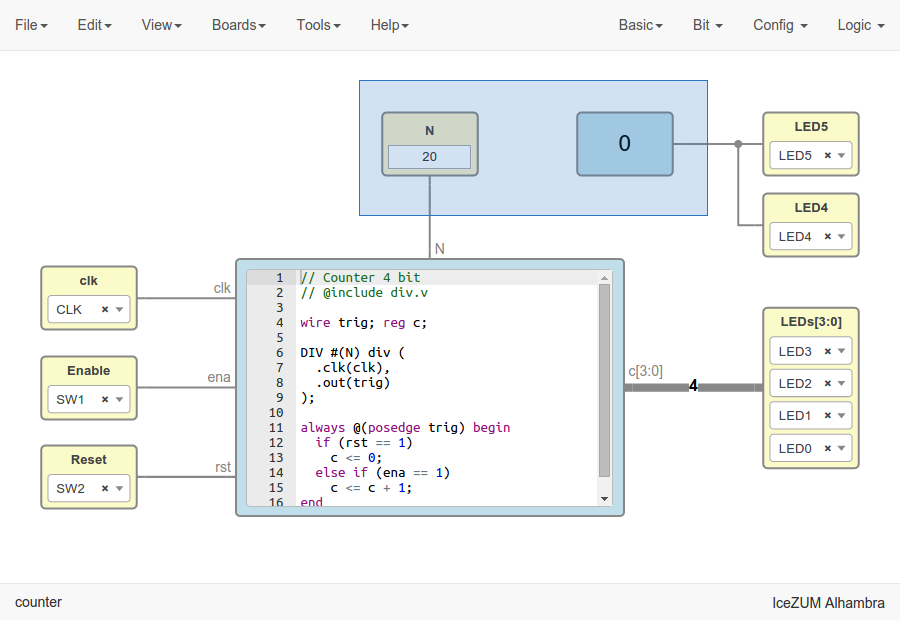 File Edit View Boards Tools Help Basic Bit Config Logic
N
20
0
LED5
LED5 ×
LED4
LED4 ×
N
clk
CLK ×
clk
Enable
SW1 ×
ena
Reset
SW2 ×
rst
1 // Counter 4 bit
2 // @include div.v
3
4 wire trig; reg c;
5
6 DIV #(N) div (
7 .clk(clk),
8 .out(trig)
9 );
10
11 always @(posedge trig) begin
12 if (rst == 1)
13 c <= 0;
14 else if (ena == 1)
15 c <= c + 1;
16 end
c[3:0]
4
LEDs[3:0]
LED3 ×
LED2 ×
LED1 ×
LED0 ×
counter
IceZUM Alhambra